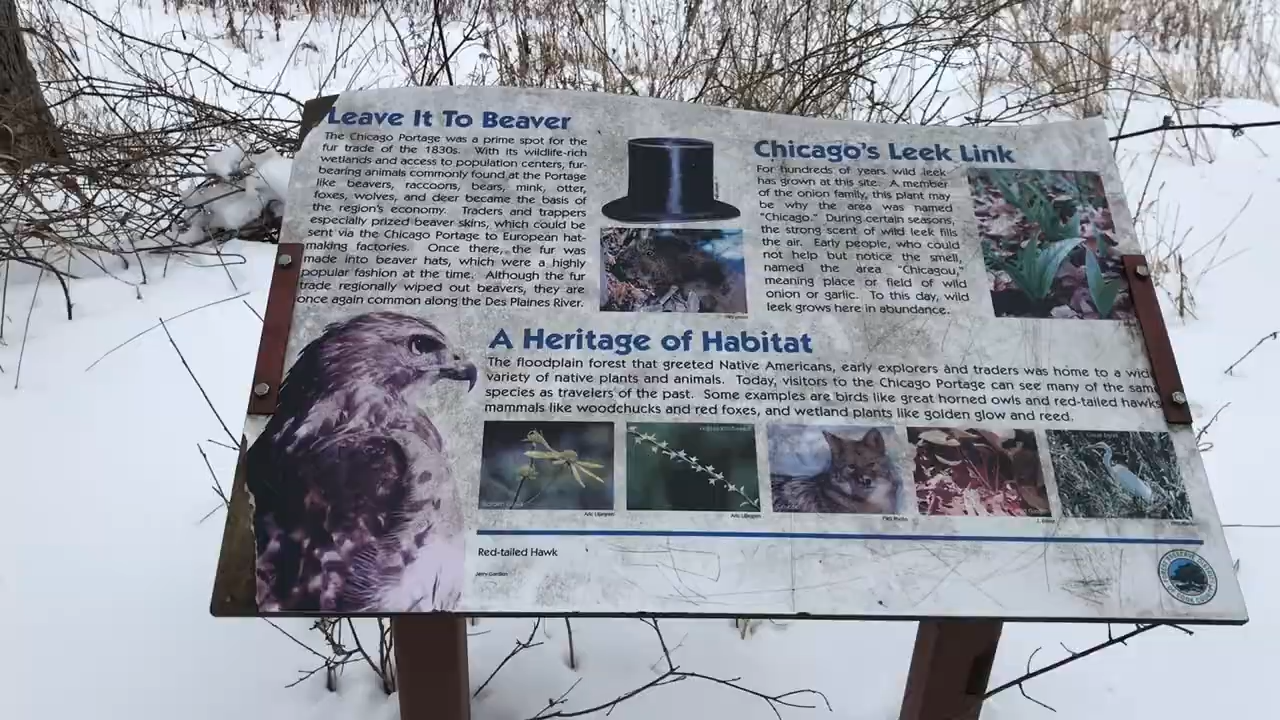 Leave It To Beaver
The Chicago Portage was a prime spot for the
fur trade of the 1830s. With its wildlife-rich
wetlands and access to population centers, fur-
bearing animals commonly found at the Portage
like beavers, raccoons, bears, mink, otter,
foxes, wolves, and deer became the basis of
the region's economy. Traders and trappers
especially prized beaver skins, which could be
sent via the Chicago Portage to European hat-
making factories. Once there, the fur was
made into beaver hats, which were a highly
popular fashion at the time. Although the fur
trade regionally wiped out beavers, they are
once again common along the Des Plaines River.
Chicago's Leek Link
For hundreds of years wild leek
has grown at this site. A member
of the onion family, this plant may
be why the area was named
"Chicago." During certain seasons,
the strong scent of wild leek fills
the air. Early people, who could
not help but notice the smell,
named the area "Chicagou,"
meaning place or field of wild
onion or garlic. To this day, wild
leek grows here in abundance.
A Heritage of Habitat
The floodplain forest that greeted Native Americans, early explorers and traders was home to a wide
variety of native plants and animals. Today, visitors to the Chicago Portage can see many of the same
species as travelers of the past. Some examples are birds like great horned owls and red-tailed hawks,
mammals like woodchucks and red foxes, and wetland plants like golden glow and reed.
Great Egret
Red-tailed Hawk
Jerry Garden